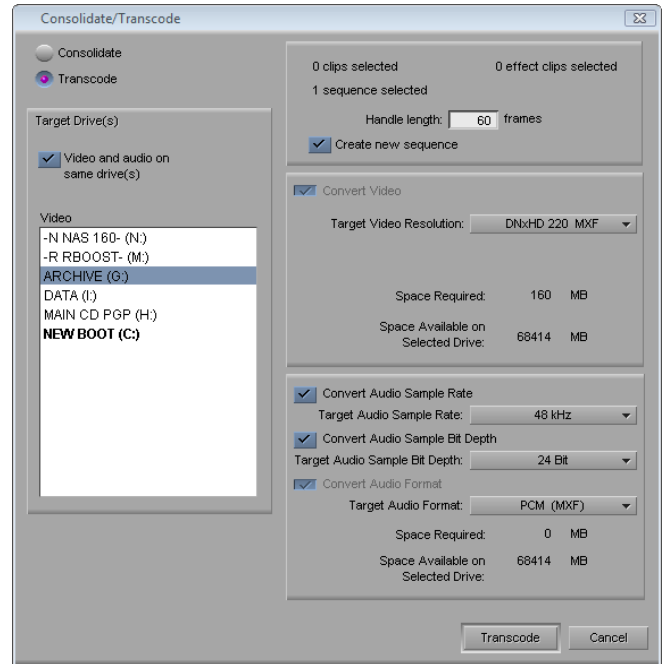 Consolidate/Transcode
Consolidate
Transcode
Target Drive(s)
Video and audio on
same drive(s)
Video
-N NAS 160- (N:)
-R RBOOST- (M:)
ARCHIVE (G:)
DATA (I:)
MAIN CD PGP (H:)
NEW BOOT (C:)
0 clips selected 0 effect clips selected
1 sequence selected
Handle length: 60 frames
Create new sequence
Convert Video
Target Video Resolution: DNxHD 220 MXF
Space Required: 160 MB
Space Available on
Selected Drive: 68414 MB
Convert Audio Sample Rate
Target Audio Sample Rate: 48 kHz
Convert Audio Sample Bit Depth
Target Audio Sample Bit Depth: 24 Bit
Convert Audio Format
Target Audio Format: PCM (MXF)
Space Required: 0 MB
Space Available on 68414 MB
Selected Drive:
Transcode Cancel